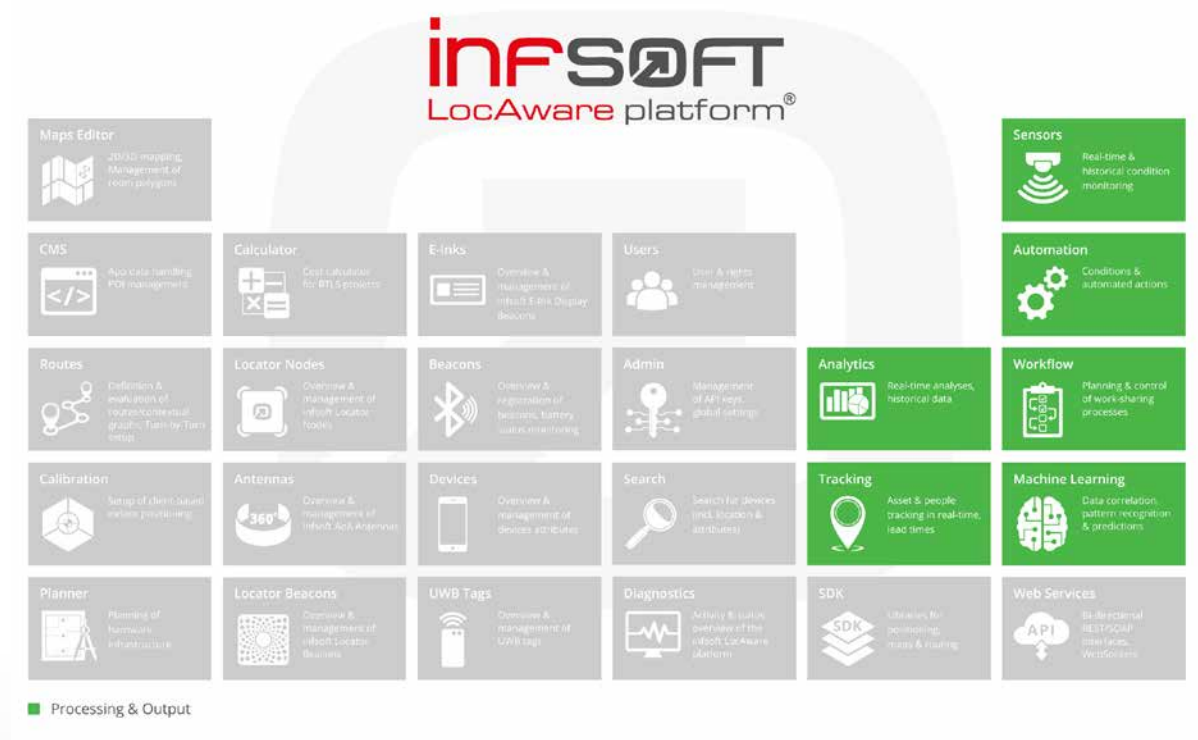 infsoft
LocAware platform®
Maps Editor
2D/3D mapping,
Management of
room polygons
Sensors
Real-time &
historical condition
monitoring
CMS
App data handling
POI management
</>
Calculator
Cost calculator
for RTLS projects
E-Inks
Overview &
management of
infsoft E-Ink Display
Beacons
Users
User & rights
management
Automation
Conditions &
automated actions
Routes
Definition &
evaluation of
routes/contextual
graphs, Turn-by-Turn
setup
Locator Nodes
Overview &
management of
infsoft Locator
Nodes
Beacons
Overview &
registration of
beacons, battery
status monitoring
Admin
Management
of API keys,
global settings
Analytics
Real-time analyses,
historical data
Workflow
Planning & control
of work-sharing
processes
Calibration
Setup of client-based
indoor positioning
Antennas
360°
Overview &
management of
infsoft AoA Antennas
Devices
Overview &
management of
devices attributes
Search
Search for devices
(incl. location &
attributes)
Tracking
Asset & people
tracking in real-time,
lead times
Machine Learning
Data correlation,
pattern recognition
& predictions
Planner
Planning of
hardware
infrastructure
Locator Beacons
Overview &
management of
infsoft Locator
Beacons
UWB Tags
Overview &
management of
UWB tags
Diagnostics
Activity & status
overview of the
infsoft LocAware
platform
SDK
SDK
Libraries for
positioning,
maps & routing
Web Services
API
Bi-directional
REST/SOAP
interfaces,
WebSockets
Processing & Output